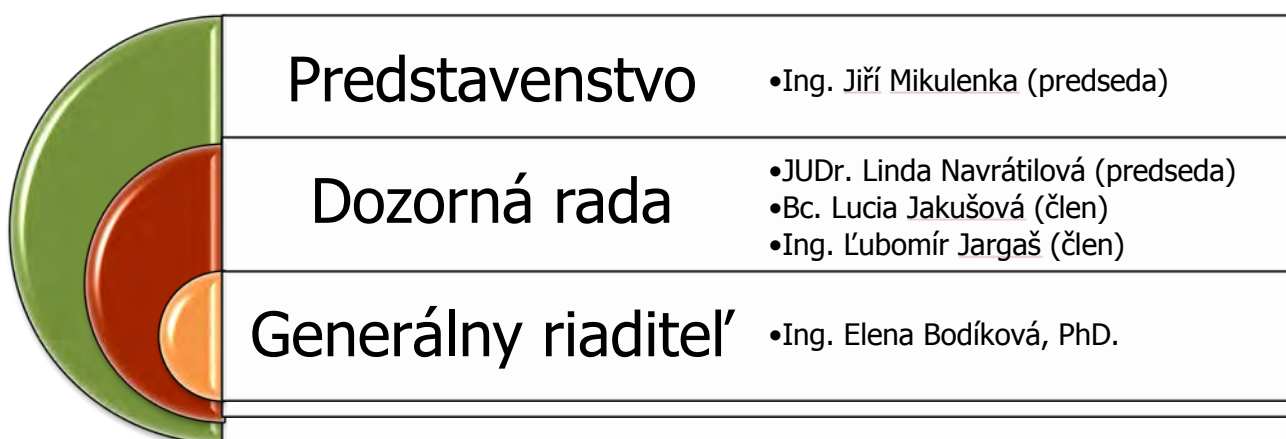 Predstavenstvo
•Ing. Jiří Mikulenka (predseda)
Dozorná rada
•JUDr. Linda Navrátilová (predseda)
•Bc. Lucia Jakušová (člen)
•Ing. Ľubomír Jargaš (člen)
Generálny riaditeľ
•Ing. Elena Bodíková, PhD.